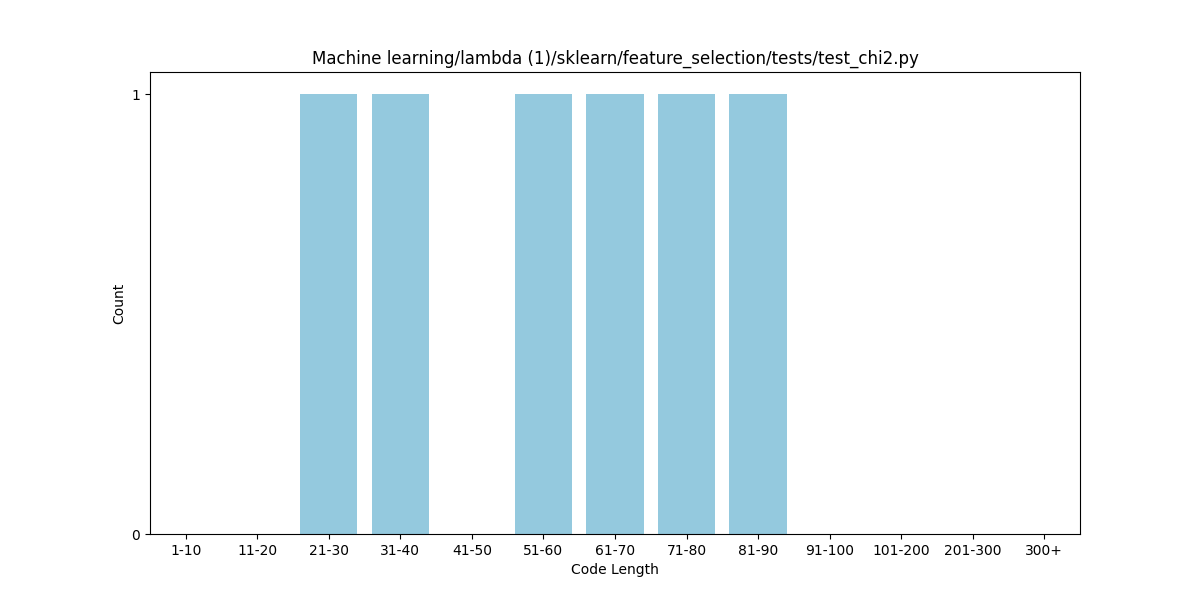 Machine learning/lambda (1)/sklearn/feature_selection/tests/test_chi2.py
1
Count
0
1-10 11-20 21-30 31-40 41-50 51-60 61-70 71-80 81-90 91-100 101-200 201-300 300+
Code Length